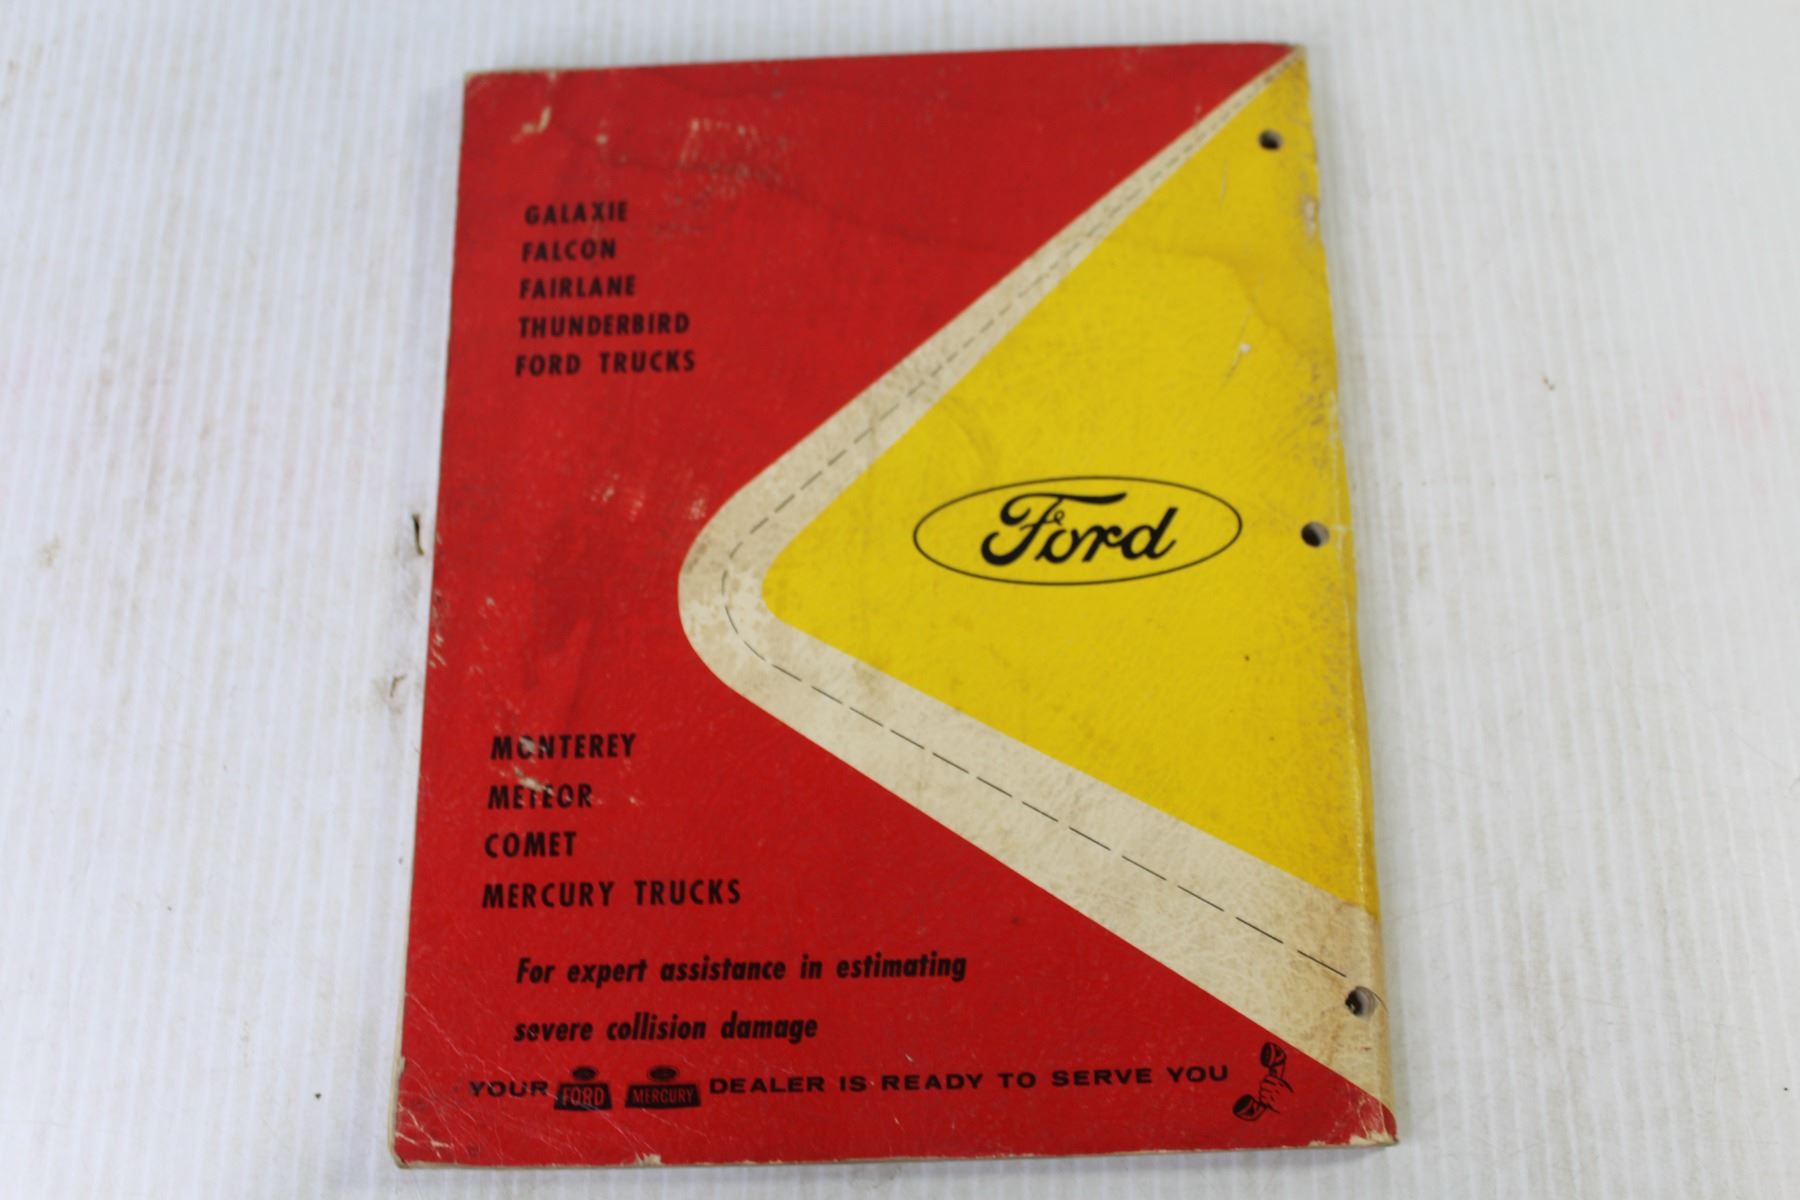 GALAXIE
FALCON
FAIRLANE
THUNDERBIRD
FORD TRUCKS
Ford
MONTEREY
METEOR
COMET
MERCURY TRUCKS
For expert assistance in estimating
severe collision damage
YOUR FORD MERCURY DEALER IS READY TO SERVE YOU